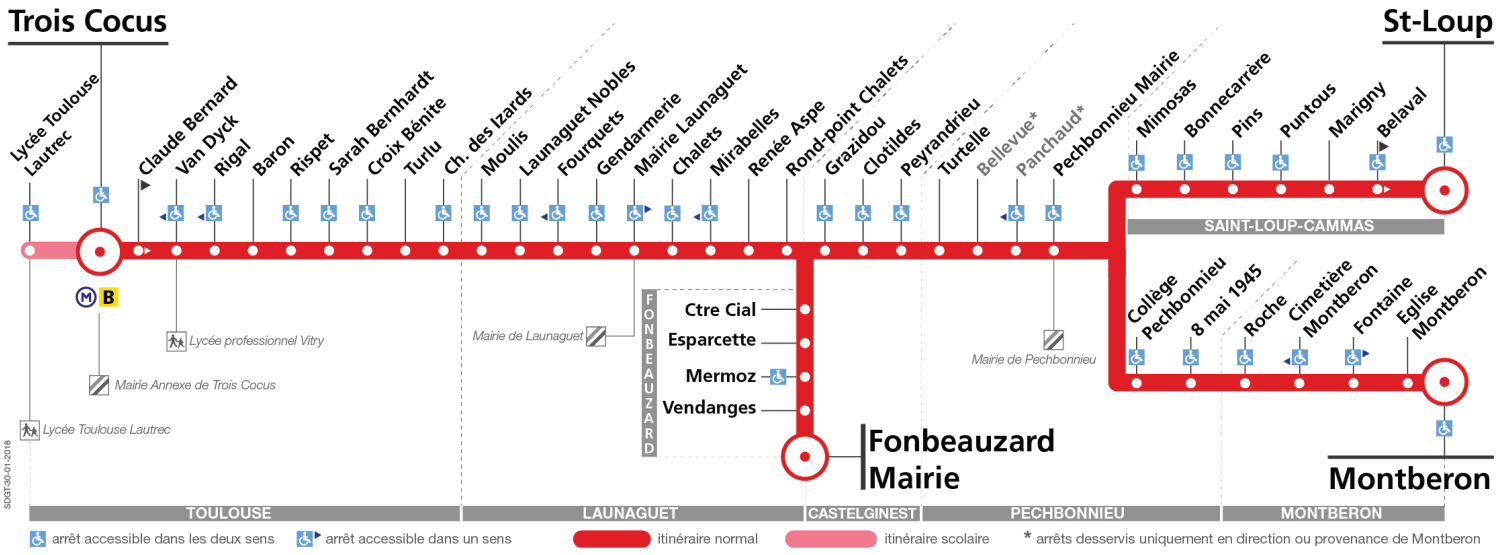 Trois Cocus
St-Loup
Lycée Toulouse
Lautrec
Claude Bernard
Van Dyck
Rigal
Baron
Rispet
Sarah Bernhardt
Croix Bénite
Turlu
Ch. des Izards
Moulis
Launaguet Nobles
Fourquets
Gendarmerie
Mairie Launaguet
Chalets
Mirabelles
Renée Aspe
Rond-point Chalets
Grazidou
Clotildes
Peyrandrieu
Turtelle
Bellevue*
Panchaud*
Pechbonnieu Mairie
Mimosas
Bonnecarrère
Pins
Puntous
Marigny
Belaval
SAINT-LOUP-CAMMAS
M B
Lycée professionnel Vitry
Mairie Annexe de Trois Cocus
Lycée Toulouse Lautrec
Mairie de Launaguet
FONBEAUZARD
Ctre Cial
Esparcette
Mermoz
Vendanges
Fonbeauzard
Mairie
Mairie de Pechbonnieu
Collège
Pechbonnieu
8 mai 1945
Roche
Cimetière
Montberon
Fontaine
Eglise
Montberon
Montberon
SDGT-30-01-2018
TOULOUSE
LAUNAGUET
CASTELGINEST
PECHBONNIEU
MONTBERON
arrêt accessible dans les deux sens
arrêt accessible dans un sens
itinéraire normal
itinéraire scolaire
* arrêts desservis uniquement en direction ou provenance de Montberon